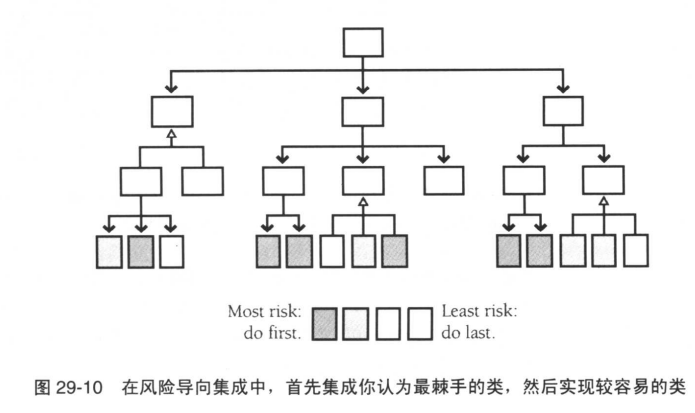 Most risk:
do first.
Least risk:
do last.
图 29-10 在风险导向集成中，首先集成你认为最棘手的类，然后实现较容易的类